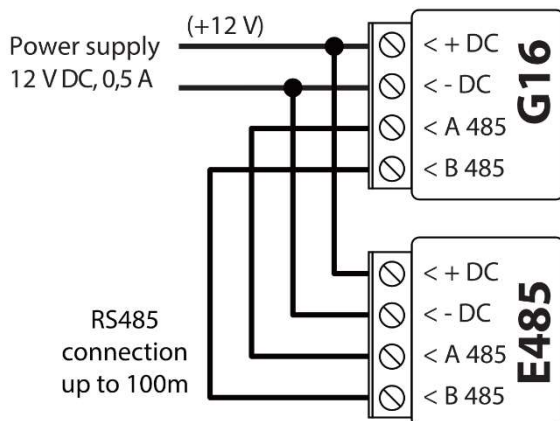 (+12 V)
Power supply
12 V DC, 0,5 A
< + DC
< - DC
< A 485
< B 485
G16
< + DC
< - DC
< A 485
< B 485
E485
RS485
connection
up to 100m